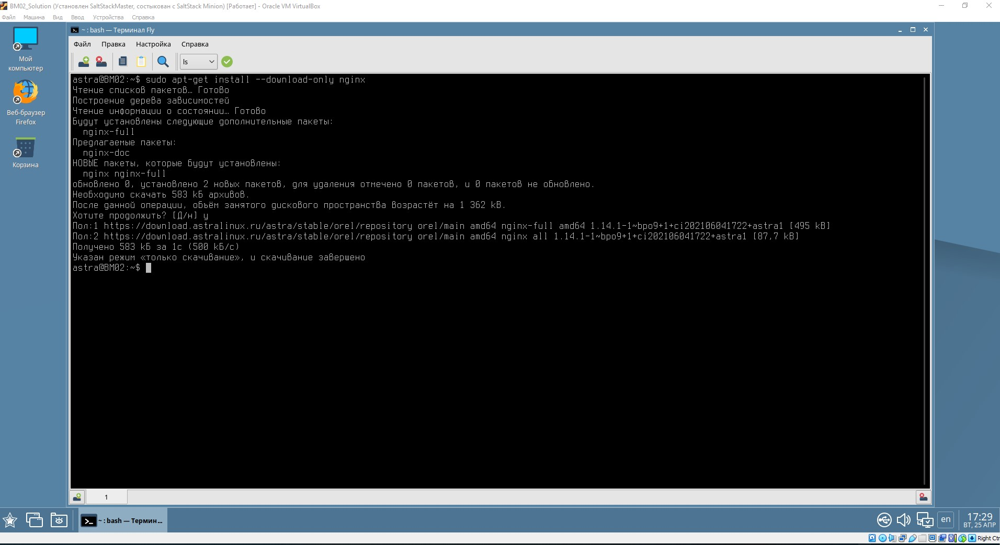 BM02_Solution (Установлен SaltStackMaster, состыкован с SaltStack Minion) [Работает] - Oracle VM VirtualBox
Файл Машина Вид Ввод Устройства Справка
~ : bash — Терминал Fly
Файл Правка Настройка Справка
ls
Мой
компьютер
Веб-браузер
Firefox
Корзина
astra@BM02:~$ sudo apt-get install --download-only nginx
Чтение списков пакетов… Готово
Построение дерева зависимостей
Чтение информации о состоянии… Готово
Будут установлены следующие дополнительные пакеты:
nginx-full
Предлагаемые пакеты:
nginx-doc
НОВЫЕ пакеты, которые будут установлены:
nginx nginx-full
обновлено 0, установлено 2 новых пакетов, для удаления отмечено 0 пакетов, и 0 пакетов не обновлено.
Необходимо скачать 583 kБ архивов.
После данной операции, объём занятого дискового пространства возрастёт на 1 362 kB.
Хотите продолжить? [Д/н] y
Пол:1 https://download.astralinux.ru/astra/stable/orel/repository orel/main amd64 nginx-full amd64 1.14.1-1~bpo9+1+ci202106041722+astra1 [495 kB]
Пол:2 https://download.astralinux.ru/astra/stable/orel/repository orel/main amd64 nginx all 1.14.1-1~bpo9+1+ci202106041722+astra1 [87,7 kB]
Получено 583 kБ за 1с (500 kБ/c)
Указан режим «только скачивание», и скачивание завершено
astra@BM02:~$
1
~ : bash — Термин...
en
17:29
ВТ, 25 АПР
Right Ctr